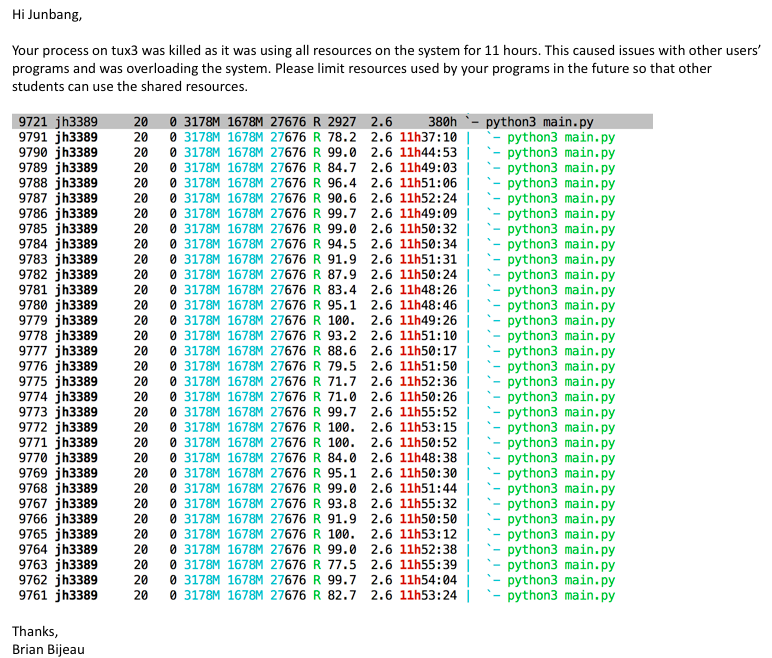 Hi Junbang,
Your process on tux3 was killed as it was using all resources on the system for 11 hours. This caused issues with other users'
programs and was overloading the system. Please limit resources used by your programs in the future so that other
students can use the shared resources.
9721 jh3389 20 0 3178M 1678M 27676 R 2927 2.6 380h `- python3 main.py
9791 jh3389 20 0 3178M 1678M 27676 R 78.2 2.6 11h37:10 | `- python3 main.py
9790 jh3389 20 0 3178M 1678M 27676 R 99.0 2.6 11h44:53 | `- python3 main.py
9789 jh3389 20 0 3178M 1678M 27676 R 84.7 2.6 11h49:03 | `- python3 main.py
9788 jh3389 20 0 3178M 1678M 27676 R 96.4 2.6 11h51:06 | `- python3 main.py
9787 jh3389 20 0 3178M 1678M 27676 R 90.6 2.6 11h52:24 | `- python3 main.py
9786 jh3389 20 0 3178M 1678M 27676 R 99.7 2.6 11h49:09 | `- python3 main.py
9785 jh3389 20 0 3178M 1678M 27676 R 99.0 2.6 11h50:32 | `- python3 main.py
9784 jh3389 20 0 3178M 1678M 27676 R 94.5 2.6 11h50:34 | `- python3 main.py
9783 jh3389 20 0 3178M 1678M 27676 R 91.9 2.6 11h51:31 | `- python3 main.py
9782 jh3389 20 0 3178M 1678M 27676 R 87.9 2.6 11h50:24 | `- python3 main.py
9781 jh3389 20 0 3178M 1678M 27676 R 83.4 2.6 11h48:26 | `- python3 main.py
9780 jh3389 20 0 3178M 1678M 27676 R 95.1 2.6 11h48:46 | `- python3 main.py
9779 jh3389 20 0 3178M 1678M 27676 R 100. 2.6 11h49:26 | `- python3 main.py
9778 jh3389 20 0 3178M 1678M 27676 R 93.2 2.6 11h51:10 | `- python3 main.py
9777 jh3389 20 0 3178M 1678M 27676 R 88.6 2.6 11h50:17 | `- python3 main.py
9776 jh3389 20 0 3178M 1678M 27676 R 79.5 2.6 11h51:50 | `- python3 main.py
9775 jh3389 20 0 3178M 1678M 27676 R 71.7 2.6 11h52:36 | `- python3 main.py
9774 jh3389 20 0 3178M 1678M 27676 R 71.0 2.6 11h50:26 | `- python3 main.py
9773 jh3389 20 0 3178M 1678M 27676 R 99.7 2.6 11h55:52 | `- python3 main.py
9772 jh3389 20 0 3178M 1678M 27676 R 100. 2.6 11h53:15 | `- python3 main.py
9771 jh3389 20 0 3178M 1678M 27676 R 100. 2.6 11h50:52 | `- python3 main.py
9770 jh3389 20 0 3178M 1678M 27676 R 84.0 2.6 11h48:38 | `- python3 main.py
9769 jh3389 20 0 3178M 1678M 27676 R 95.1 2.6 11h50:30 | `- python3 main.py
9768 jh3389 20 0 3178M 1678M 27676 R 99.0 2.6 11h51:44 | `- python3 main.py
9767 jh3389 20 0 3178M 1678M 27676 R 93.8 2.6 11h55:32 | `- python3 main.py
9766 jh3389 20 0 3178M 1678M 27676 R 91.9 2.6 11h50:50 | `- python3 main.py
9765 jh3389 20 0 3178M 1678M 27676 R 100. 2.6 11h53:12 | `- python3 main.py
9764 jh3389 20 0 3178M 1678M 27676 R 99.0 2.6 11h52:38 | `- python3 main.py
9763 jh3389 20 0 3178M 1678M 27676 R 77.5 2.6 11h55:39 | `- python3 main.py
9762 jh3389 20 0 3178M 1678M 27676 R 99.7 2.6 11h54:04 | `- python3 main.py
9761 jh3389 20 0 3178M 1678M 27676 R 82.7 2.6 11h53:24 | `- python3 main.py
Thanks,
Brian Bijeau